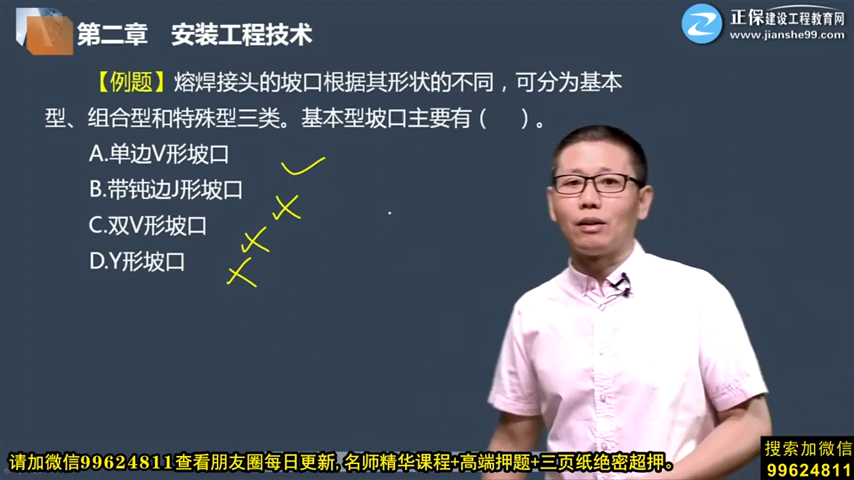 第二章 安装工程技术
正保建设工程教育网
www.jianshe99.com
【例题】熔焊接头的坡口根据其形状的不同，可分为基本
型、组合型和特殊型三类。基本型坡口主要有（ ）。
A.单边V形坡口
B.带钝边J形坡口
C.双V形坡口
D.Y形坡口
请加微信99624811查看朋友圈每日更新,名师精华课程+高端押题+三页纸绝密超押。
搜索加微信
99624811